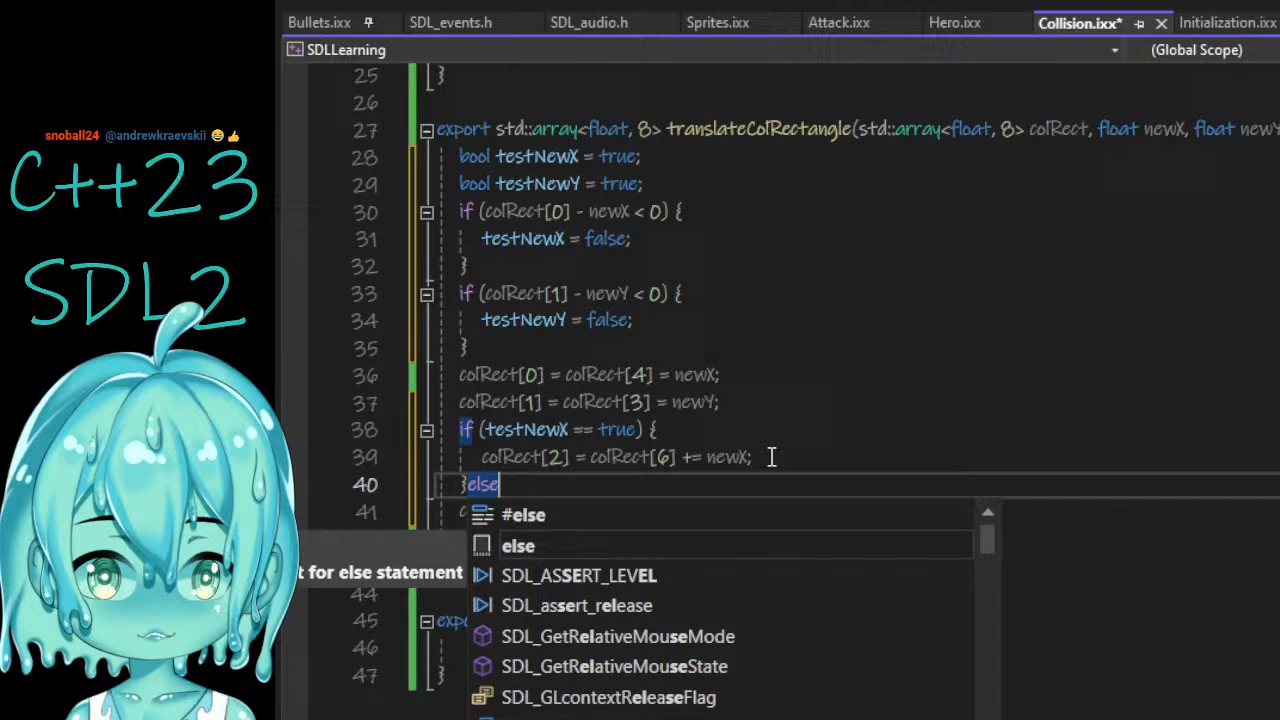 Bullets.ixx SDL_events.h SDL_audio.h Sprites.ixx Attack.ixx Hero.ixx Collision.ixx* Initialization.ixx
SDLLearning (Global Scope)
snoball24 @andrewkraevskii 😂👍
C++23
SDL2
25 }
26
27 export std::array<float, 8> translateColRectangle(std::array<float, 8> colRect, float newX, float newY
28 bool testNewX = true;
29 bool testNewY = true;
30 if (colRect[0] - newX < 0) {
31 testNewX = false;
32 }
33 if (colRect[1] - newY < 0) {
34 testNewY = false;
35 }
36 colRect[0] = colRect[4] = newX;
37 colRect[1] = colRect[3] = newY;
38 if (testNewX == true) {
39 colRect[2] = colRect[6] += newX;
40 }else
41 c
#else
else
t for else statement
SDL_ASSERT_LEVEL
44
SDL_assert_release
45 expo
SDL_GetRelativeMouseMode
46
SDL_GetRelativeMouseState
47 }
SDL_GLcontextReleaseFlag